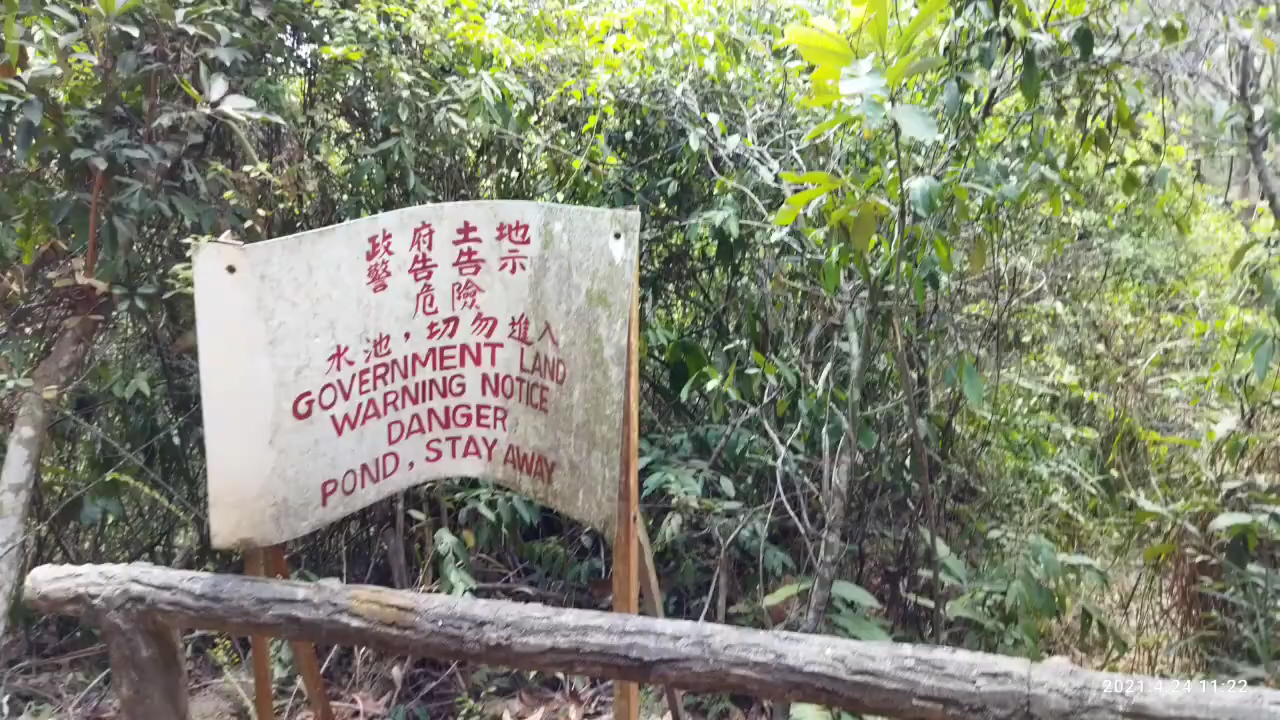 政府土地
警告告示
危險
水池，切勿進入
GOVERNMENT LAND
WARNING NOTICE
DANGER
POND, STAY AWAY
2021.4.24 11:22